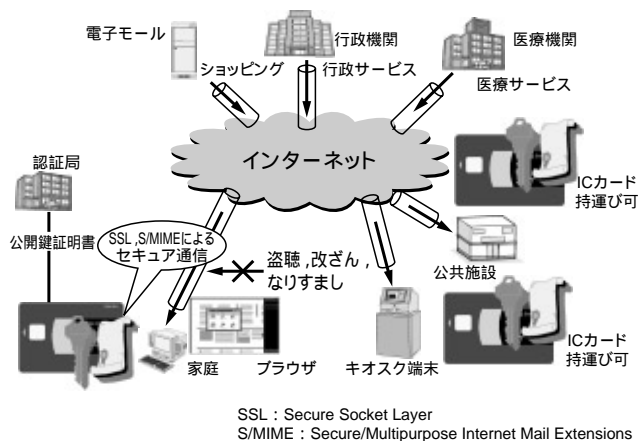 電子モール
行政機関
医療機関
ショッピング
行政サービス
医療サービス
インターネット
認証局
公開鍵証明書
SSL ,S/MIMEによる
セキュア通信
盗聴 , 改ざん ,
なりすまし
ICカード
持運び可
公共施設
家庭
ブラウザ
キオスク端末
ICカード
持運び可
SSL : Secure Socket Layer
S/MIME : Secure/Multipurpose Internet Mail Extensions